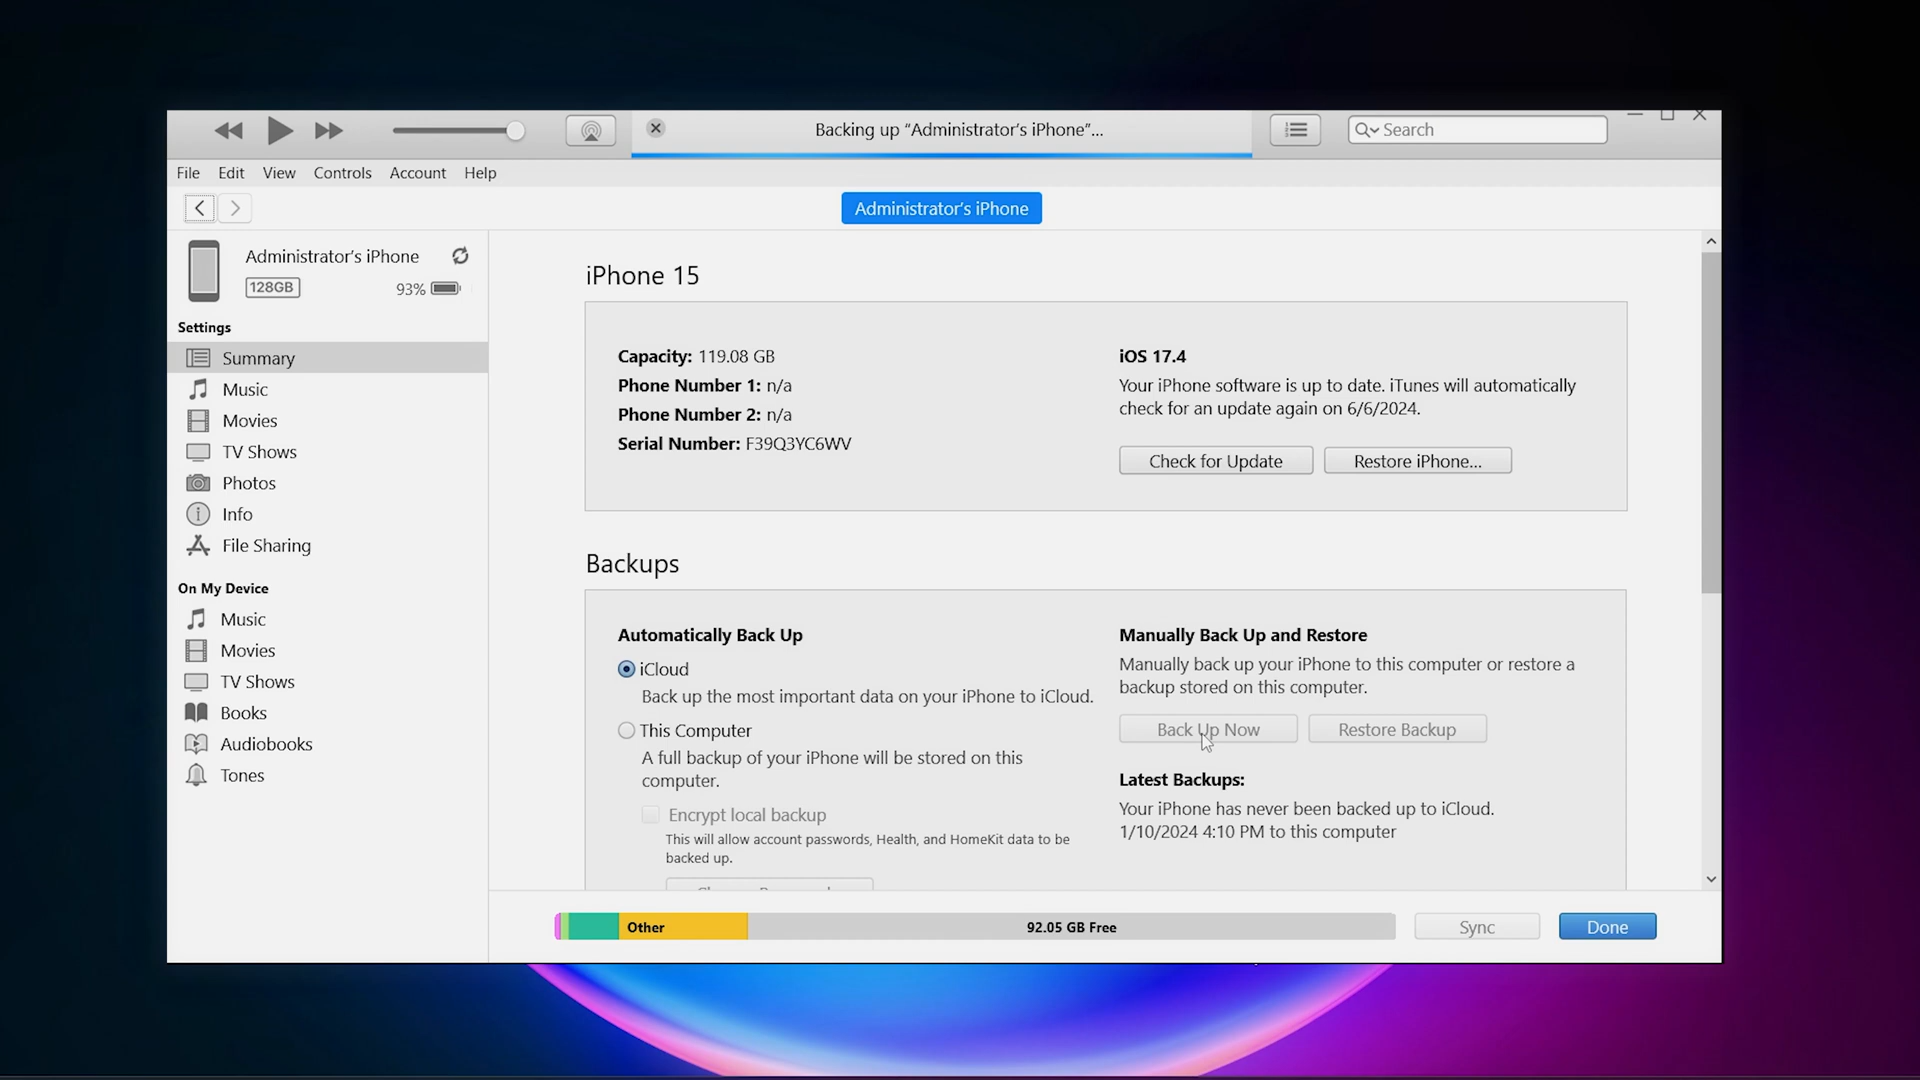 Backing up “Administrator's iPhone”...
Search
File Edit View Controls Account Help
Administrator's iPhone
Administrator's iPhone
128GB
93%
Settings
Summary
Music
Movies
TV Shows
Photos
Info
File Sharing
On My Device
Music
Movies
TV Shows
Books
Audiobooks
Tones
iPhone 15
Capacity: 119.08 GB
Phone Number 1: n/a
Phone Number 2: n/a
Serial Number: F39Q3YC6WV
iOS 17.4
Your iPhone software is up to date. iTunes will automatically
check for an update again on 6/6/2024.
Check for Update
Restore iPhone...
Backups
Automatically Back Up
iCloud
Back up the most important data on your iPhone to iCloud.
This Computer
A full backup of your iPhone will be stored on this
computer.
Encrypt local backup
This will allow account passwords, Health, and HomeKit data to be
backed up.
Manually Back Up and Restore
Manually back up your iPhone to this computer or restore a
backup stored on this computer.
Back Up Now
Restore Backup
Latest Backups:
Your iPhone has never been backed up to iCloud.
1/10/2024 4:10 PM to this computer
Other
92.05 GB Free
Sync
Done